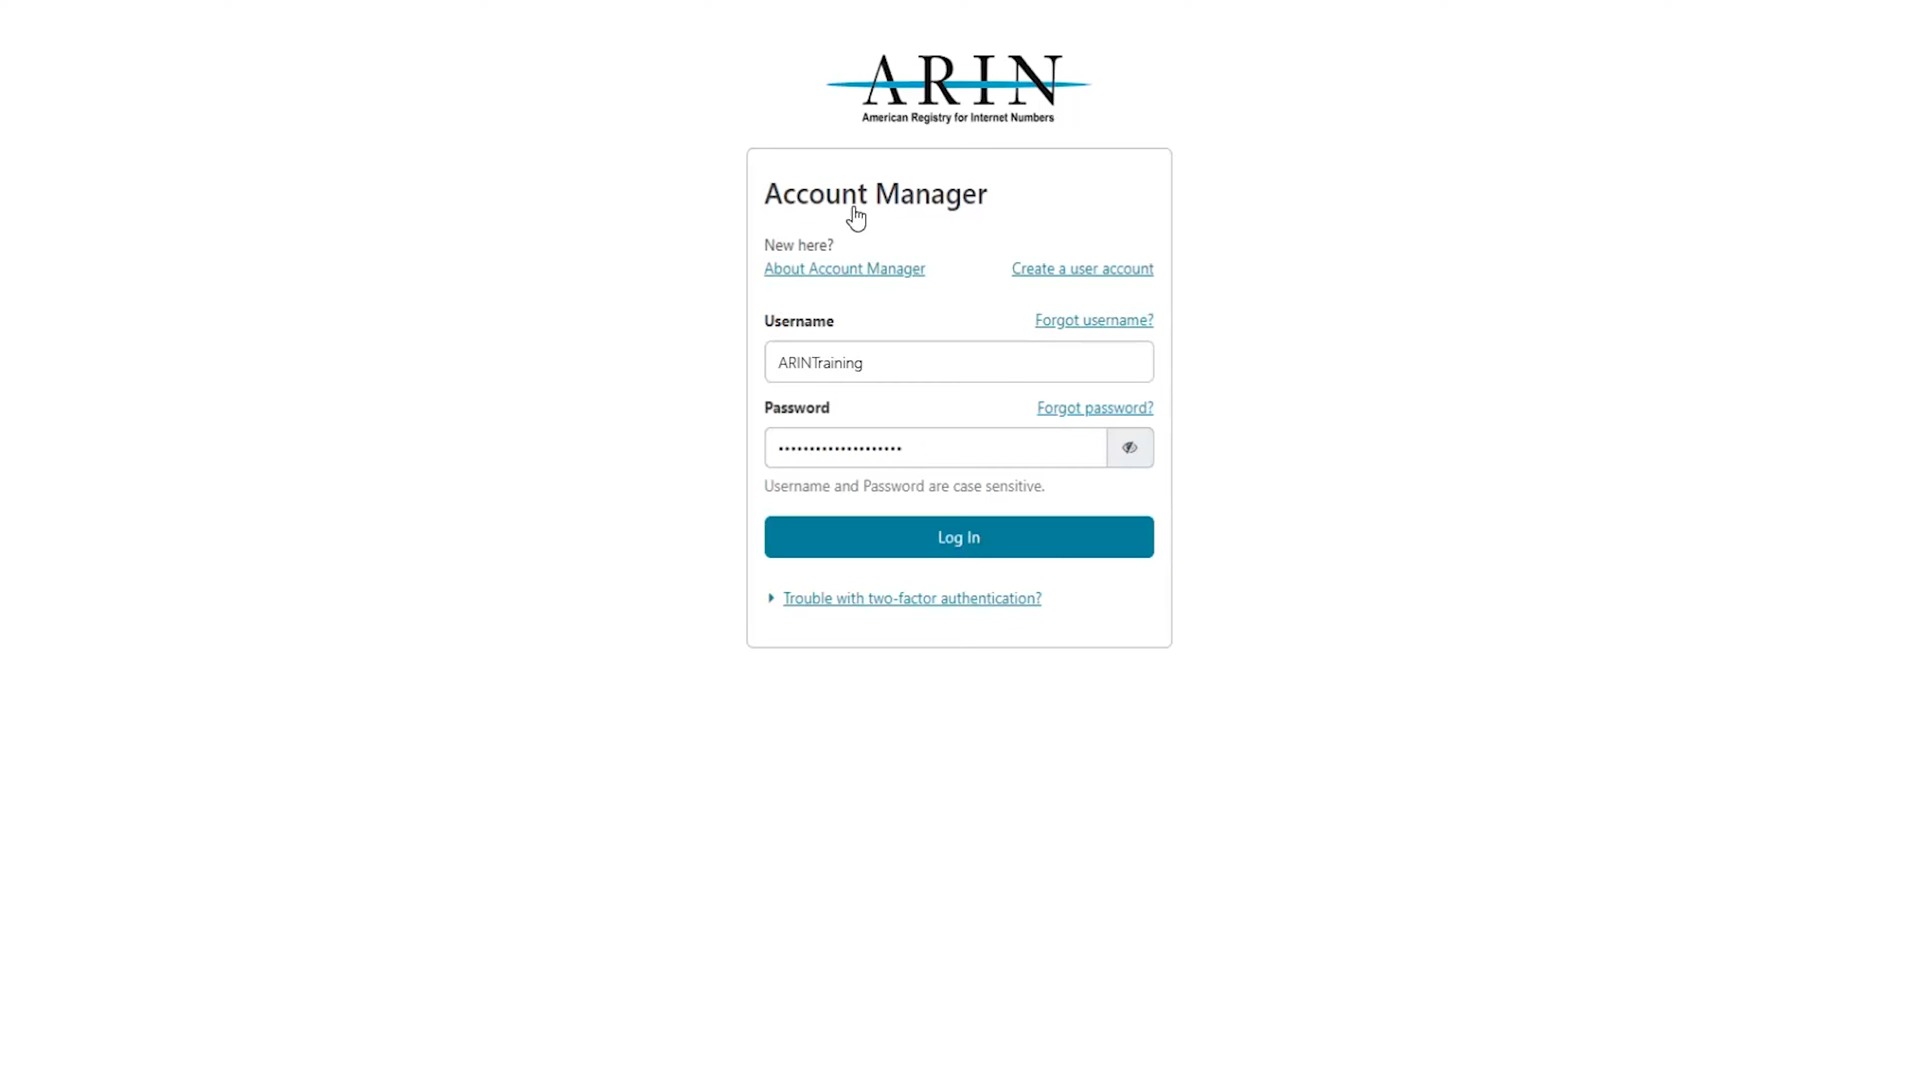 ARIN
American Registry for Internet Numbers
Account Manager
New here?
About Account Manager Create a user account
Username Forgot username?
ARINTraining
Password Forgot password?
••••••••••••••••••••
Username and Password are case sensitive.
Log In
Trouble with two-factor authentication?